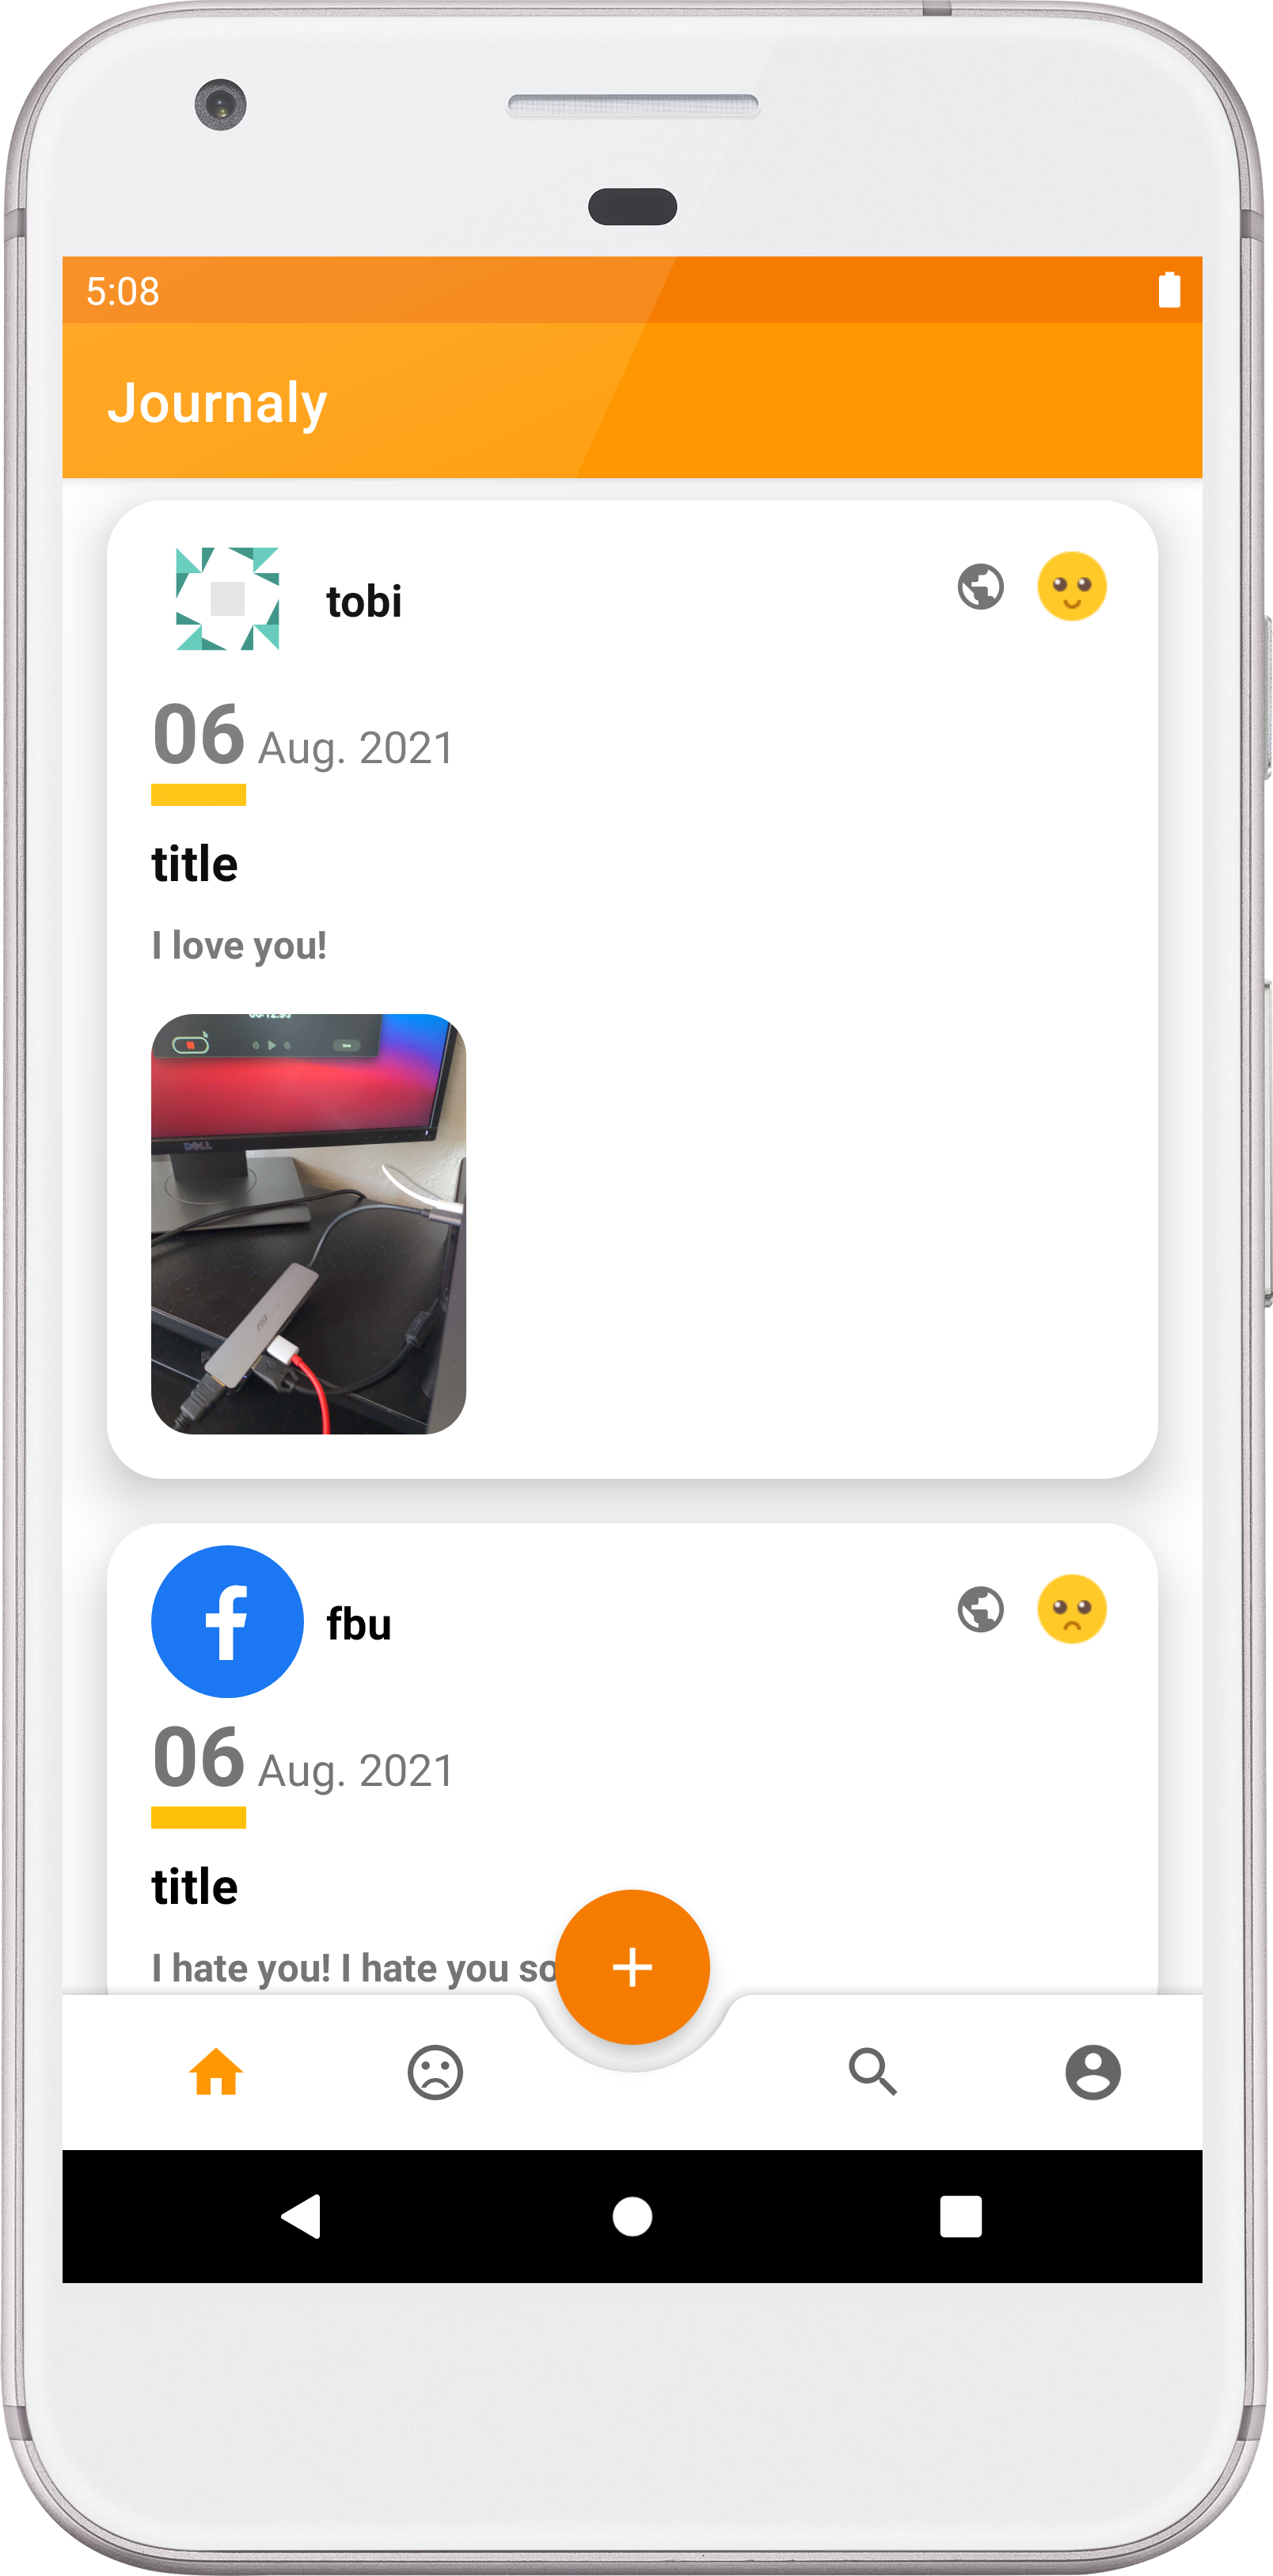 5:08
Journaly
tobi
06 Aug. 2021
title
I love you!
DELL
fbu
06 Aug. 2021
title
I hate you! I hate you so